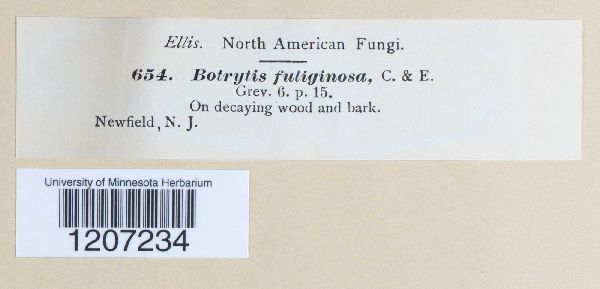 Ellis. North American Fungi.
654. Botrytis fuliginosa, C. & E.
Grev. 6. p. 15.
On decaying wood and bark.
Newfield, N. J.
University of Minnesota Herbarium
1207234